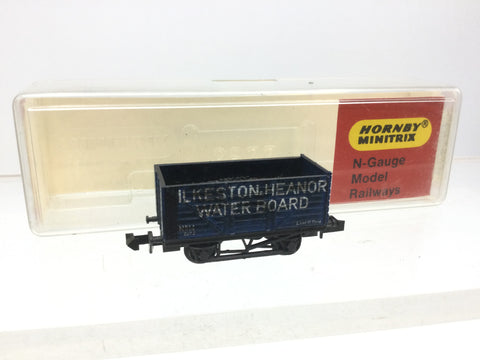 HORNBY®
MINITRIX
N-Gauge
Model
Railways
ILKESTON & HEANOR
WATER BOARD